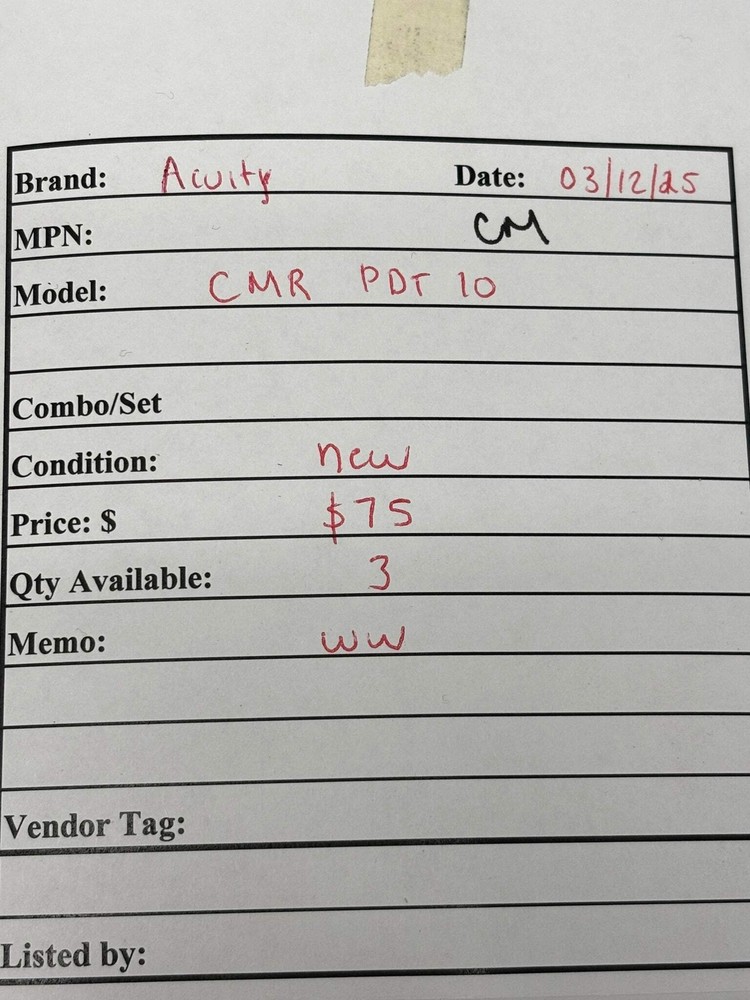 Brand: Acuity Date: 03/12/25
MPN: CM
Model: CMR PDT 10
Combo/Set
Condition: new
Price: $ $75
Qty Available: 3
Memo: WW
Vendor Tag:
Listed by: